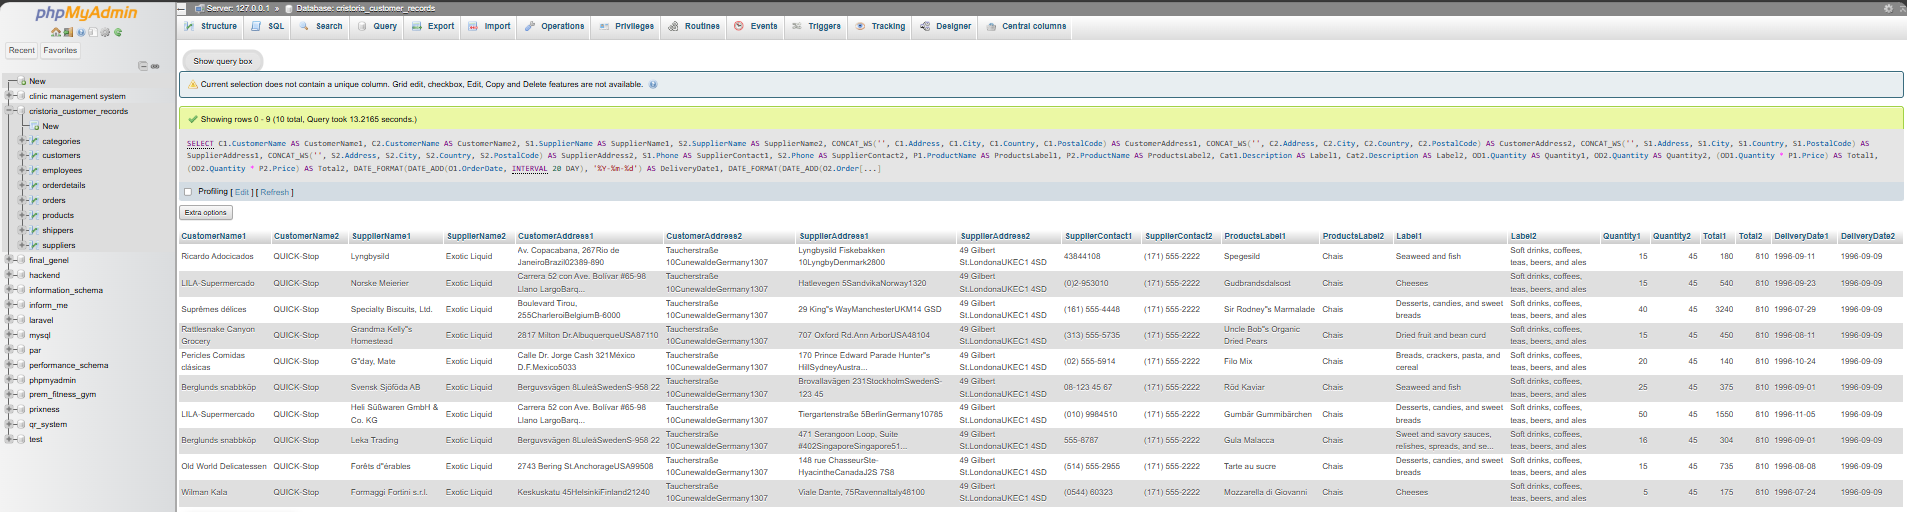 phpMyAdmin
Recent Favorites
New
clinic management system
cristoria_customer_records
New
categories
customers
employees
orderdetails
orders
products
shippers
suppliers
final_genel
hackend
information_schema
inform_me
laravel
mysql
par
performance_schema
phpmyadmin
prem_fitness_gym
prixness
qr_system
test
Server: 127.0.0.1 » Database: cristoria_customer_records
Structure SQL Search Query Export Import Operations Privileges Routines Events Triggers Tracking Designer Central columns
Show query box
Current selection does not contain a unique column. Grid edit, checkbox, Edit, Copy and Delete features are not available.
Showing rows 0 - 9 (10 total, Query took 13.2165 seconds.)
SELECT C1.CustomerName AS CustomerName1, C2.CustomerName AS CustomerName2, S1.SupplierName AS SupplierName1, S2.SupplierName AS SupplierName2, CONCAT_WS('', C1.Address, C1.City, C1.Country, C1.PostalCode) AS CustomerAddress1, CONCAT_WS('', C2.Address, C2.City, C2.Country, C2.PostalCode) AS CustomerAddress2, CONCAT_WS('', S1.Address, S1.City, S1.Country, S1.PostalCode) AS
SupplierAddress1, CONCAT_WS('', S2.Address, S2.City, S2.Country, S2.PostalCode) AS SupplierAddress2, S1.Phone AS SupplierContact1, S2.Phone AS SupplierContact2, P1.ProductName AS ProductsLabel1, P2.ProductName AS ProductsLabel2, Cat1.Description AS Label1, Cat2.Description AS Label2, OD1.Quantity AS Quantity1, OD2.Quantity AS Quantity2, (OD1.Quantity * P1.Price) AS Total1,
(OD2.Quantity * P2.Price) AS Total2, DATE_FORMAT(DATE_ADD(O1.OrderDate, INTERVAL 20 DAY), '%Y-%m-%d') AS DeliveryDate1, DATE_FORMAT(DATE_ADD(O2.Order[...]
Profiling [ Edit ] [ Refresh ]
Extra options
CustomerName1 CustomerName2 SupplierName1 SupplierName2 CustomerAddress1 CustomerAddress2 SupplierAddress1 SupplierAddress2 SupplierContact1 SupplierContact2 ProductsLabel1 ProductsLabel2 Label1 Label2 Quantity1 Quantity2 Total1 Total2 DeliveryDate1 DeliveryDate2
Av. Copacabana, 267Rio de Taucherstraße Lyngbysild Fiskebakken 49 Gilbert Soft drinks, coffees,
Ricardo Adocicados QUICK-Stop Lyngbysild Exotic Liquid 43844108 (171) 555-2222 Spegesild Chais Seaweed and fish 15 45 180 810 1996-09-11 1996-09-09
JaneiroBrazil02389-890 10CunewaldeGermany1307 10LyngbyDenmark2800 St.LondonaUKEC1 4SD teas, beers, and ales
Carrera 52 con Ave. Bolívar #65-98 Taucherstraße 49 Gilbert Soft drinks, coffees,
LILA-Supermercado QUICK-Stop Norske Meierier Exotic Liquid Hatlevegen 5SandvikaNorway1320 (0)2-953010 (171) 555-2222 Gudbrandsdalsost Chais Cheeses 15 45 540 810 1996-09-23 1996-09-09
Llano LargoBarq... 10CunewaldeGermany1307 St.LondonaUKEC1 4SD teas, beers, and ales
Boulevard Tirou, Taucherstraße 49 Gilbert Desserts, candies, and sweet Soft drinks, coffees,
Suprêmes délices QUICK-Stop Specialty Biscuits, Ltd. Exotic Liquid 29 King"s WayManchesterUKM14 GSD (161) 555-4448 (171) 555-2222 Sir Rodney"s Marmalade Chais 40 45 3240 810 1996-07-29 1996-09-09
255CharleroiBelgiumB-6000 10CunewaldeGermany1307 St.LondonaUKEC1 4SD breads teas, beers, and ales
Rattlesnake Canyon Grandma Kelly"s Taucherstraße 49 Gilbert Uncle Bob"s Organic Soft drinks, coffees,
QUICK-Stop Exotic Liquid 2817 Milton Dr.AlbuquerqueUSA87110 707 Oxford Rd.Ann ArborUSA48104 (313) 555-5735 (171) 555-2222 Chais Dried fruit and bean curd 15 45 450 810 1996-08-11 1996-09-09
Grocery Homestead 10CunewaldeGermany1307 St.LondonaUKEC1 4SD Dried Pears teas, beers, and ales
Pericles Comidas Calle Dr. Jorge Cash 321México Taucherstraße 170 Prince Edward Parade Hunter"s 49 Gilbert Breads, crackers, pasta, and Soft drinks, coffees,
QUICK-Stop G"day, Mate Exotic Liquid (02) 555-5914 (171) 555-2222 Filo Mix Chais 20 45 140 810 1996-10-24 1996-09-09
clásicas D.F.Mexico5033 10CunewaldeGermany1307 HillSydneyAustra... St.LondonaUKEC1 4SD cereal teas, beers, and ales
Taucherstraße Brovallavägen 231StockholmSwedenS- 49 Gilbert Soft drinks, coffees,
Berglunds snabbköp QUICK-Stop Svensk Sjöföda AB Exotic Liquid Berguvsvägen 8LuleåSwedenS-958 22 08-123 45 67 (171) 555-2222 Röd Kaviar Chais Seaweed and fish 25 45 375 810 1996-09-01 1996-09-09
10CunewaldeGermany1307 123 45 St.LondonaUKEC1 4SD teas, beers, and ales
Heli Süßwaren GmbH & Carrera 52 con Ave. Bolívar #65-98 Taucherstraße 49 Gilbert Desserts, candies, and sweet Soft drinks, coffees,
LILA-Supermercado QUICK-Stop Exotic Liquid Tiergartenstraße 5BerlinGermany10785 (010) 9984510 (171) 555-2222 Gumbär Gummibärchen Chais 50 45 1550 810 1996-11-05 1996-09-09
Co. KG Llano LargoBarq... 10CunewaldeGermany1307 St.LondonaUKEC1 4SD breads teas, beers, and ales
Taucherstraße 471 Serangoon Loop, Suite 49 Gilbert Sweet and savory sauces, Soft drinks, coffees,
Berglunds snabbköp QUICK-Stop Leka Trading Exotic Liquid Berguvsvägen 8LuleåSwedenS-958 22 555-8787 (171) 555-2222 Gula Malacca Chais 16 45 304 810 1996-09-01 1996-09-09
10CunewaldeGermany1307 #402SingaporeSingapore51... St.LondonaUKEC1 4SD relishes, spreads, and se... teas, beers, and ales
Taucherstraße 148 rue ChasseurSte- 49 Gilbert Desserts, candies, and sweet Soft drinks, coffees,
Old World Delicatessen QUICK-Stop Forêts d"érables Exotic Liquid 2743 Bering St.AnchorageUSA99508 (514) 555-2955 (171) 555-2222 Tarte au sucre Chais 15 45 735 810 1996-08-08 1996-09-09
10CunewaldeGermany1307 HyacintheCanadaJ2S 7S8 St.LondonaUKEC1 4SD breads teas, beers, and ales
Taucherstraße 49 Gilbert Soft drinks, coffees,
Wilman Kala QUICK-Stop Formaggi Fortini s.r.l. Exotic Liquid Keskuskatu 45HelsinkiFinland21240 Viale Dante, 75RavennaItaly48100 (0544) 60323 (171) 555-2222 Mozzarella di Giovanni Chais Cheeses 5 45 175 810 1996-07-24 1996-09-09
10CunewaldeGermany1307 St.LondonaUKEC1 4SD teas, beers, and ales